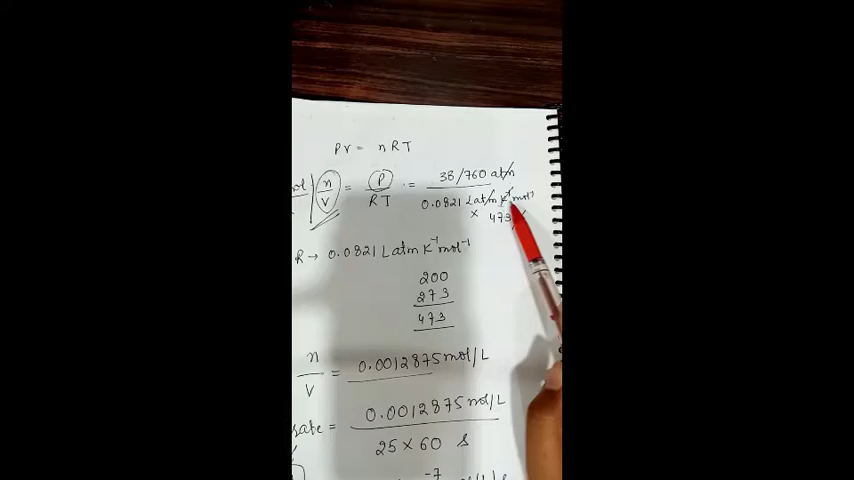 PV = nRT
n/V = P/RT = 38/760 atm
0.0821 L atm K⁻¹ mol⁻¹
× 473
R → 0.0821 L atm K⁻¹ mol⁻¹
200
273
473
n/V = 0.0012875 mol/L
= 0.0012875 mol/L
25 × 60 s
-7